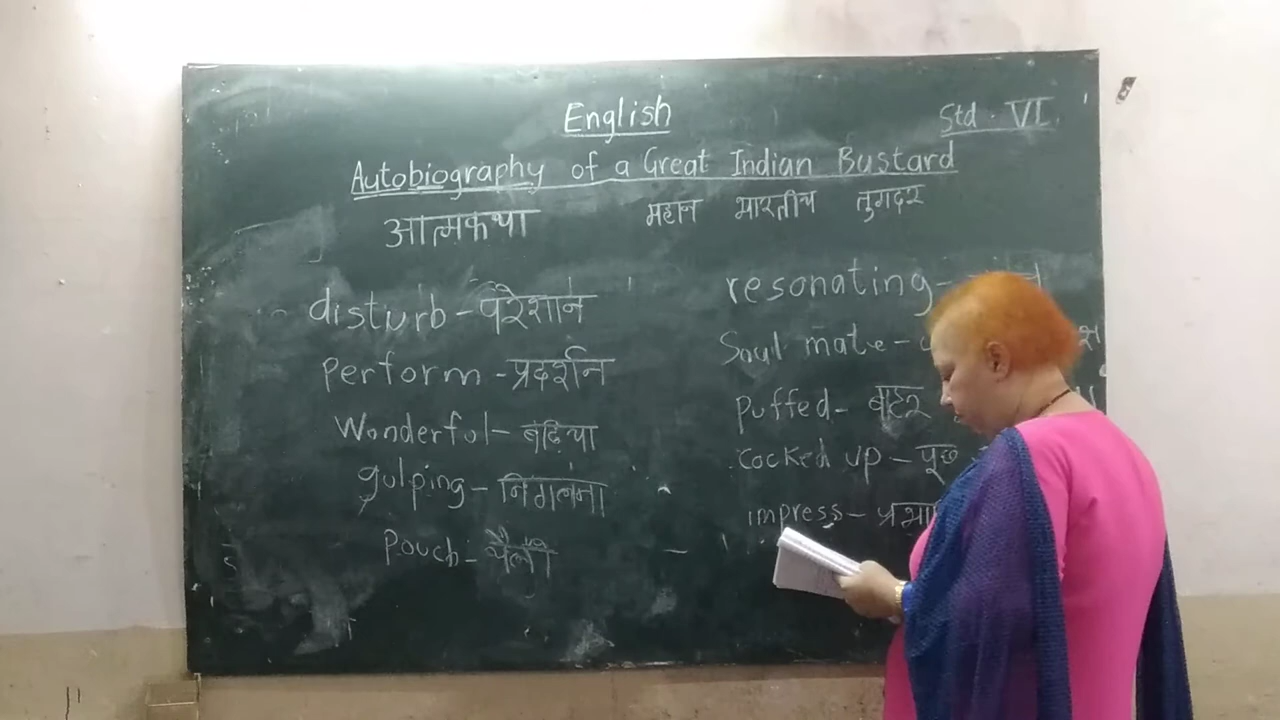 English
Std. VI
Autobiography of a Great Indian Bustard
आत्मकथा महान भारतीय तुगदर
disturb - परेशान
perform - प्रदर्शन
Wonderful - बढ़िया
gulping - निगलना
Pouch - थैली
resonating -
Soul mate -
Puffed -
Cocked up - पूछ
impress -